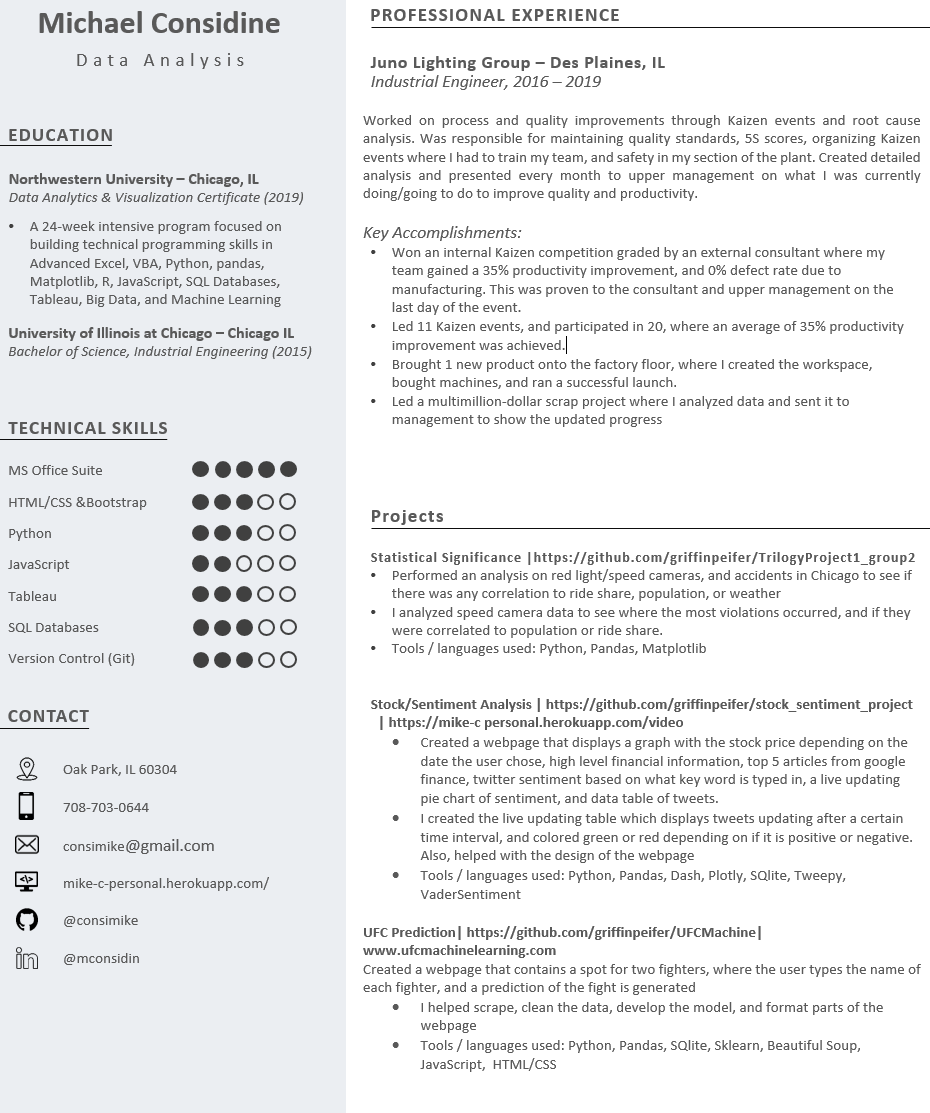 Michael Considine
Data Analysis
EDUCATION
Northwestern University – Chicago, IL
Data Analytics & Visualization Certificate (2019)
• A 24-week intensive program focused on
building technical programming skills in
Advanced Excel, VBA, Python, pandas,
Matplotlib, R, JavaScript, SQL Databases,
Tableau, Big Data, and Machine Learning
University of Illinois at Chicago – Chicago IL
Bachelor of Science, Industrial Engineering (2015)
TECHNICAL SKILLS
MS Office Suite
HTML/CSS &Bootstrap
Python
JavaScript
Tableau
SQL Databases
Version Control (Git)
CONTACT
Oak Park, IL 60304
708-703-0644
consimike@gmail.com
mike-c-personal.herokuapp.com/
@consimike
@mconsidin
PROFESSIONAL EXPERIENCE
Juno Lighting Group – Des Plaines, IL
Industrial Engineer, 2016 – 2019
Worked on process and quality improvements through Kaizen events and root cause
analysis. Was responsible for maintaining quality standards, 5S scores, organizing Kaizen
events where I had to train my team, and safety in my section of the plant. Created detailed
analysis and presented every month to upper management on what I was currently
doing/going to do to improve quality and productivity.
Key Accomplishments:
• Won an internal Kaizen competition graded by an external consultant where my
team gained a 35% productivity improvement, and 0% defect rate due to
manufacturing. This was proven to the consultant and upper management on the
last day of the event.
• Led 11 Kaizen events, and participated in 20, where an average of 35% productivity
improvement was achieved.
• Brought 1 new product onto the factory floor, where I created the workspace,
bought machines, and ran a successful launch.
• Led a multimillion-dollar scrap project where I analyzed data and sent it to
management to show the updated progress
Projects
Statistical Significance |https://github.com/griffinpeifer/TrilogyProject1_group2
• Performed an analysis on red light/speed cameras, and accidents in Chicago to see if
there was any correlation to ride share, population, or weather
• I analyzed speed camera data to see where the most violations occurred, and if they
were correlated to population or ride share.
• Tools / languages used: Python, Pandas, Matplotlib
Stock/Sentiment Analysis | https://github.com/griffinpeifer/stock_sentiment_project
| https://mike-c personal.herokuapp.com/video
• Created a webpage that displays a graph with the stock price depending on the
date the user chose, high level financial information, top 5 articles from google
finance, twitter sentiment based on what key word is typed in, a live updating
pie chart of sentiment, and data table of tweets.
• I created the live updating table which displays tweets updating after a certain
time interval, and colored green or red depending on if it is positive or negative.
Also, helped with the design of the webpage
• Tools / languages used: Python, Pandas, Dash, Plotly, SQlite, Tweepy,
VaderSentiment
UFC Prediction| https://github.com/griffinpeifer/UFCMachine|
www.ufcmachinelearning.com
Created a webpage that contains a spot for two fighters, where the user types the name of
each fighter, and a prediction of the fight is generated
• I helped scrape, clean the data, develop the model, and format parts of the
webpage
• Tools / languages used: Python, Pandas, SQlite, Sklearn, Beautiful Soup,
JavaScript, HTML/CSS